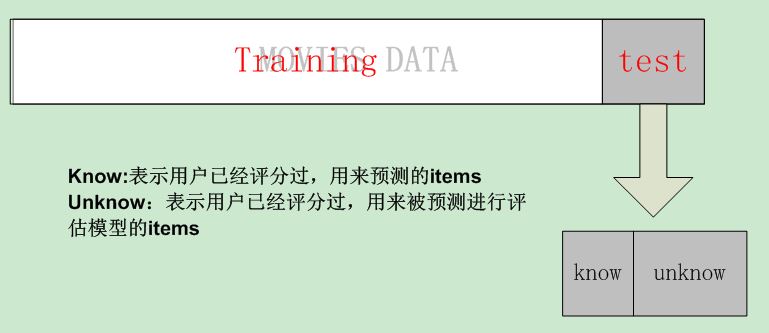 MOVIES DATA
Training
test
Know:表示用户已经评分过，用来预测的items
Unknow：表示用户已经评分过，用来被预测进行评
估模型的items
know
unknow